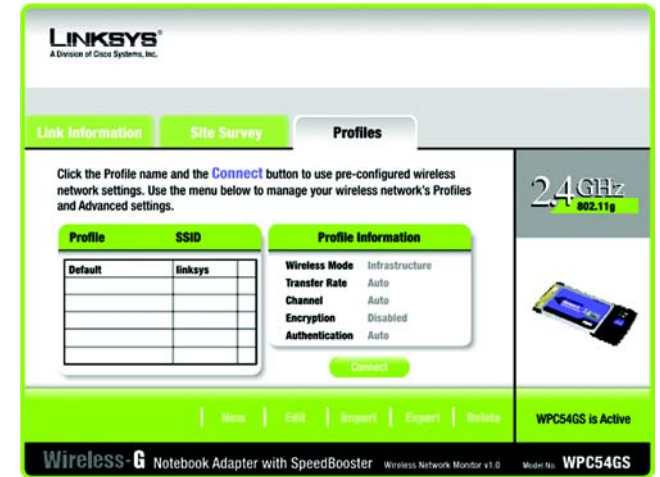 LINKSYS®
A Division of Cisco Systems, Inc.
Link Information Site Survey Profiles
Click the Profile name and the Connect button to use pre-configured wireless
network settings. Use the menu below to manage your wireless network's Profiles
and Advanced settings.
2.4 GHz
802.11g
Profile SSID
Default linksys
Profile Information
Wireless Mode Infrastructure
Transfer Rate Auto
Channel Auto
Encryption Disabled
Authentication Auto
Connect
New Edit Import Export Delete
WPC54GS is Active
Wireless-G Notebook Adapter with SpeedBooster Wireless Network Monitor v1.0 Model No. WPC54GS